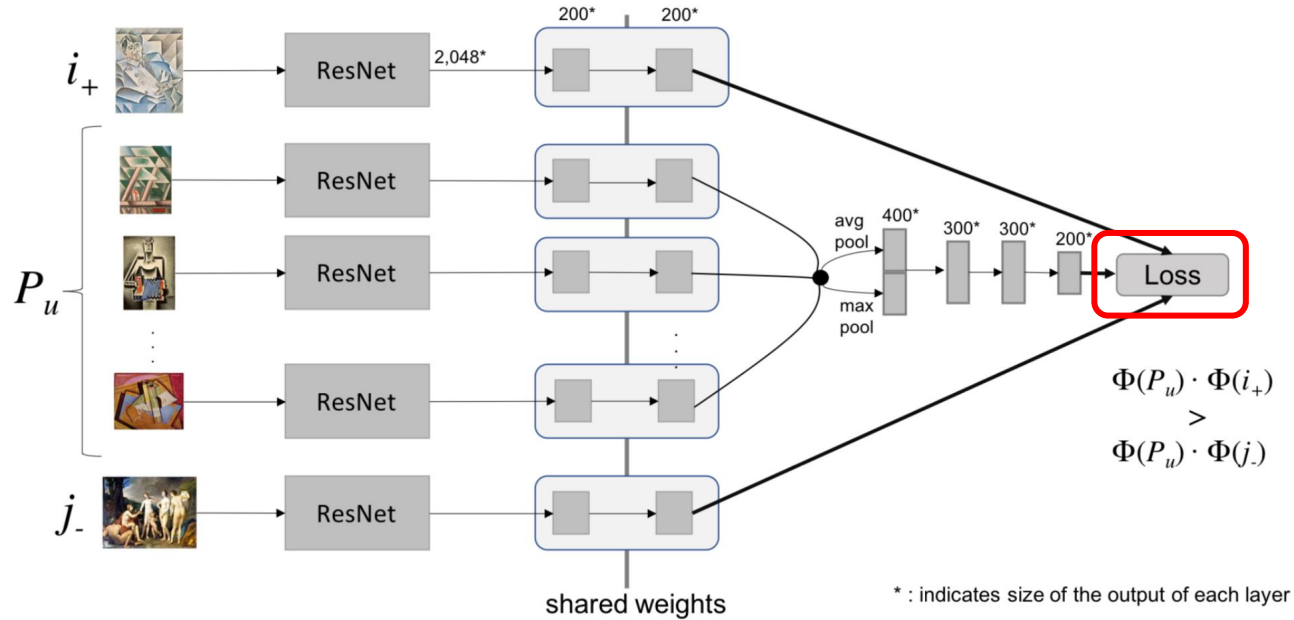 200*
200*
i+
ResNet
2,048*
Pu
ResNet
ResNet
ResNet
avg
pool
max
pool
400*
300*
300*
200*
Loss
Φ(Pu) · Φ(i+)
>
Φ(Pu) · Φ(j-)
j-
ResNet
shared weights
* : indicates size of the output of each layer